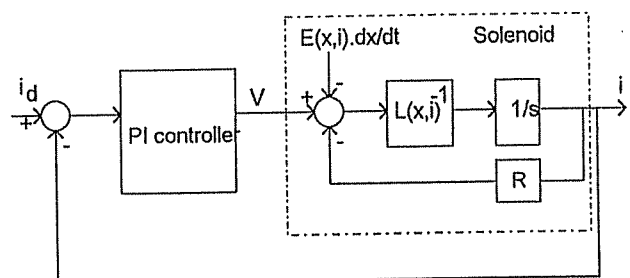 E(x,i).dx/dt
Solenoid
i_d
+
-
PI controller
V
+
-
-
L(x,i)^-1
1/s
i
R